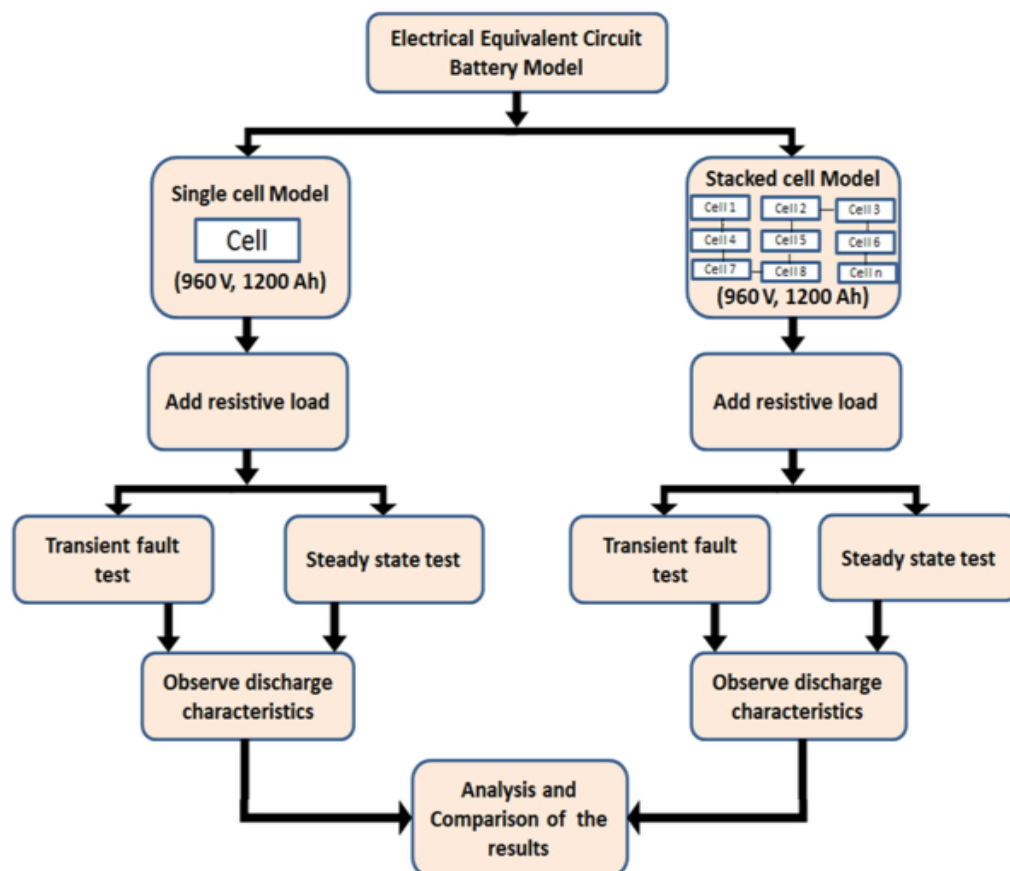 Electrical Equivalent Circuit
Battery Model
Single cell Model
Cell
(960 V, 1200 Ah)
Stacked cell Model
Cell 1
Cell 2
Cell 3
Cell 4
Cell 5
Cell 6
Cell 7
Cell 8
Cell n
(960 V, 1200 Ah)
Add resistive load
Add resistive load
Transient fault
test
Steady state test
Transient fault
test
Steady state test
Observe discharge
characteristics
Observe discharge
characteristics
Analysis and
Comparison of the
results